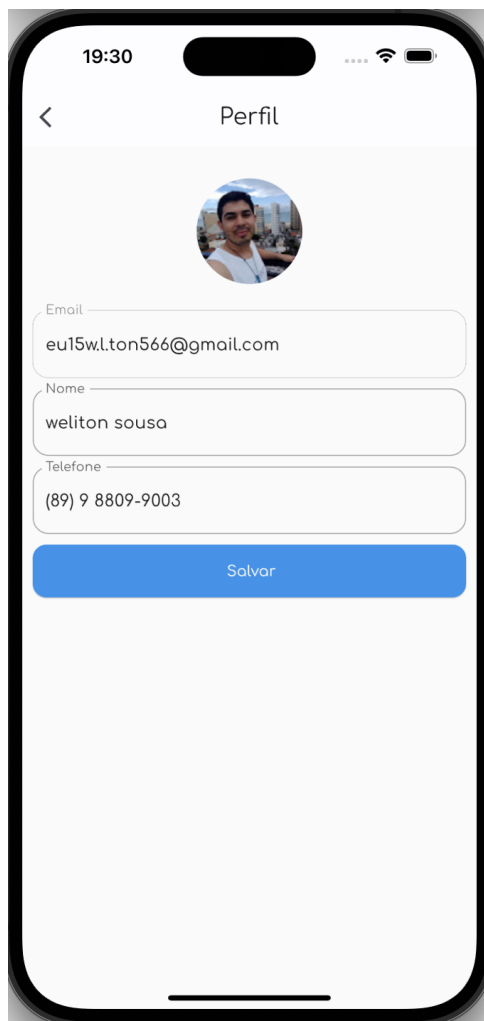 19:30
Perfil
Email
eu15w.l.ton566@gmail.com
Nome
weliton sousa
Telefone
(89) 9 8809-9003
Salvar